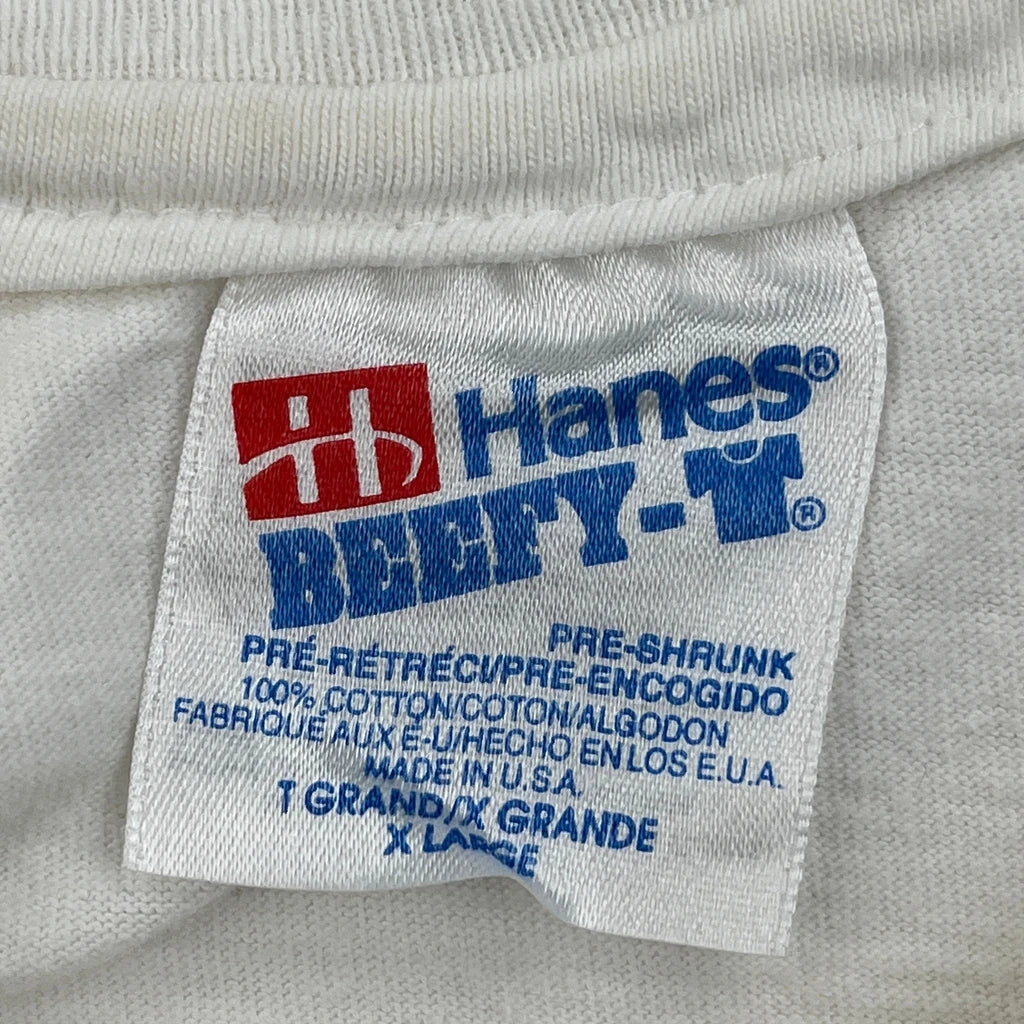 Hanes®
BEEFY-T®
PRE-SHRUNK
PRÉ-RÉTRÉCI/PRE-ENCOGIDO
100% COTTON/COTON/ALGODON
FABRIQUÉ AUX É-U/HECHO EN LOS E.U.A.
MADE IN U.S.A.
T GRAND/X GRANDE
X LARGE